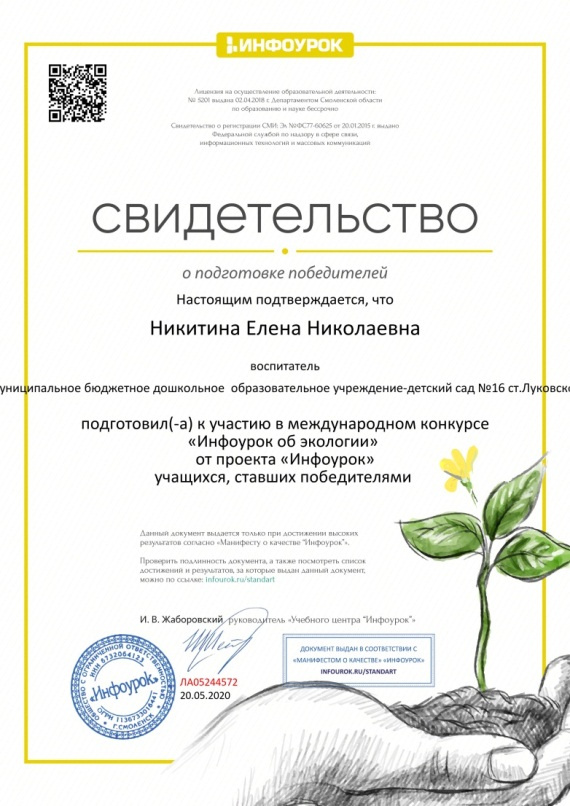 ИНФОУРОК
Лицензия на осуществление образовательной деятельности:
№ 5201 выдана 02.04.2018 г. Департаментом Смоленской области
по образованию и науке бессрочно
Свидетельство о регистрации СМИ: Эл №ФС77-60625 от 20.01.2015 г. выдано
Федеральной службой по надзору в сфере связи,
информационных технологий и массовых коммуникаций
свидетельство
о подготовке победителей
Настоящим подтверждается, что
Никитина Елена Николаевна
воспитатель
униципальное бюджетное дошкольное образовательное учреждение-детский сад №16 ст.Луковско
подготовил(-а) к участию в международном конкурсе
«Инфоурок об экологии»
от проекта «Инфоурок»
учащихся, ставших победителями
Данный документ выдается только при достижении высоких
результатов согласно «Манифесту о качестве "Инфоурок"».
Проверить подлинность документа, а также посмотреть список
достижений и результатов, за которые выдан данный документ,
можно по ссылке: infourok.ru/standart
И. В. Жаборовский, руководитель «Учебного центра "Инфоурок"»
ДОКУМЕНТ ВЫДАН В СООТВЕТСТВИИ С
«МАНИФЕСТОМ О КАЧЕСТВЕ» «ИНФОУРОК»
INFOUROK.RU/STANDART
ОБЩЕСТВО С ОГРАНИЧЕННОЙ ОТВЕТСТВЕННОСТЬЮ
ИНН 6732064123
«Инфоурок»
Г.СМОЛЕНСК
ЛА05244572
20.05.2020